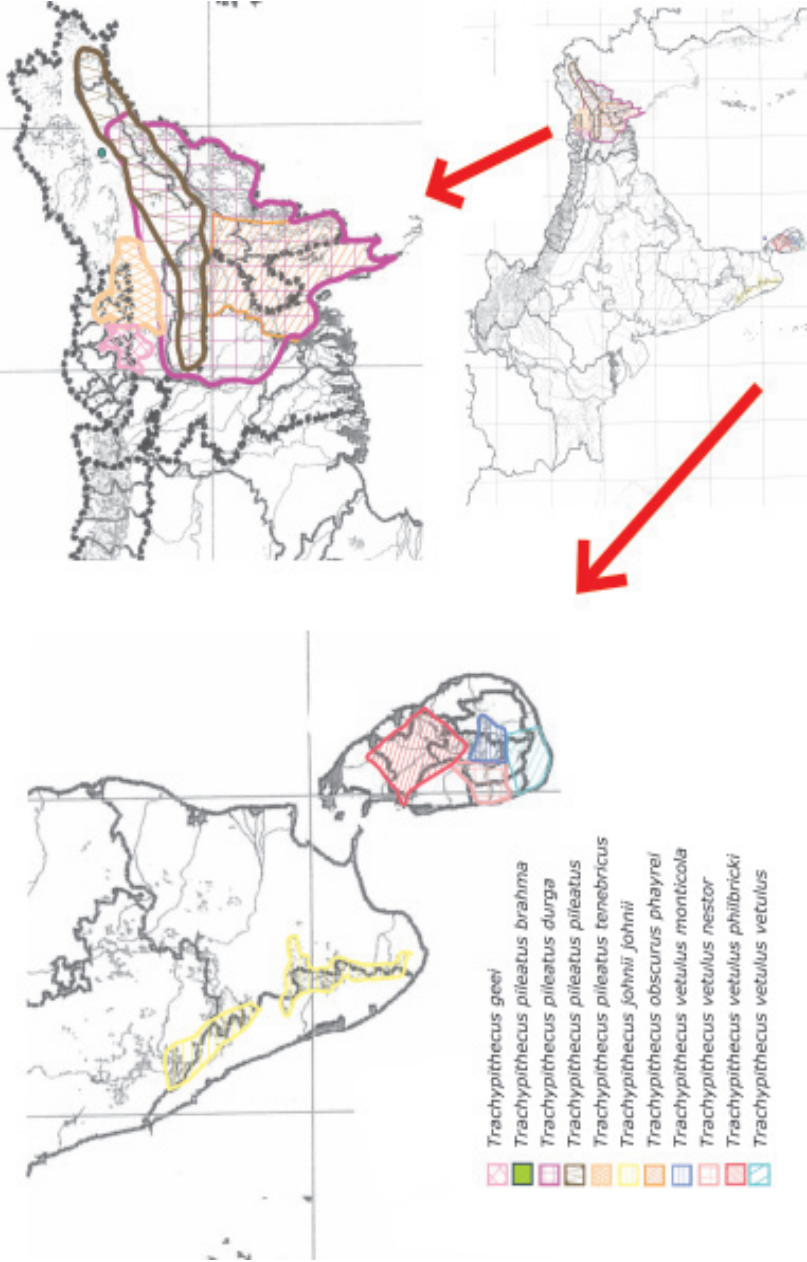 Trachypithecus geei
Trachypithecus pileatus brahma
Trachypithecus pileatus durga
Trachypithecus pileatus pileatus
Trachypithecus pileatus tenebricus
Trachypithecus johnii johnii
Trachypithecus obscurus phayrei
Trachypithecus vetulus monticola
Trachypithecus vetulus nestor
Trachypithecus vetulus philbricki
Trachypithecus vetulus vetulus